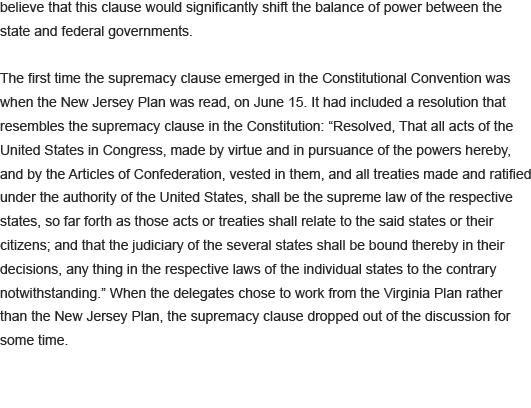 believe that this clause would significantly shift the balance of power between the
state and federal governments.
The first time the supremacy clause emerged in the Constitutional Convention was
when the New Jersey Plan was read, on June 15. It had included a resolution that
resembles the supremacy clause in the Constitution: “Resolved, That all acts of the
United States in Congress, made by virtue and in pursuance of the powers hereby,
and by the Articles of Confederation, vested in them, and all treaties made and ratified
under the authority of the United States, shall be the supreme law of the respective
states, so far forth as those acts or treaties shall relate to the said states or their
citizens; and that the judiciary of the several states shall be bound thereby in their
decisions, any thing in the respective laws of the individual states to the contrary
notwithstanding.” When the delegates chose to work from the Virginia Plan rather
than the New Jersey Plan, the supremacy clause dropped out of the discussion for
some time.